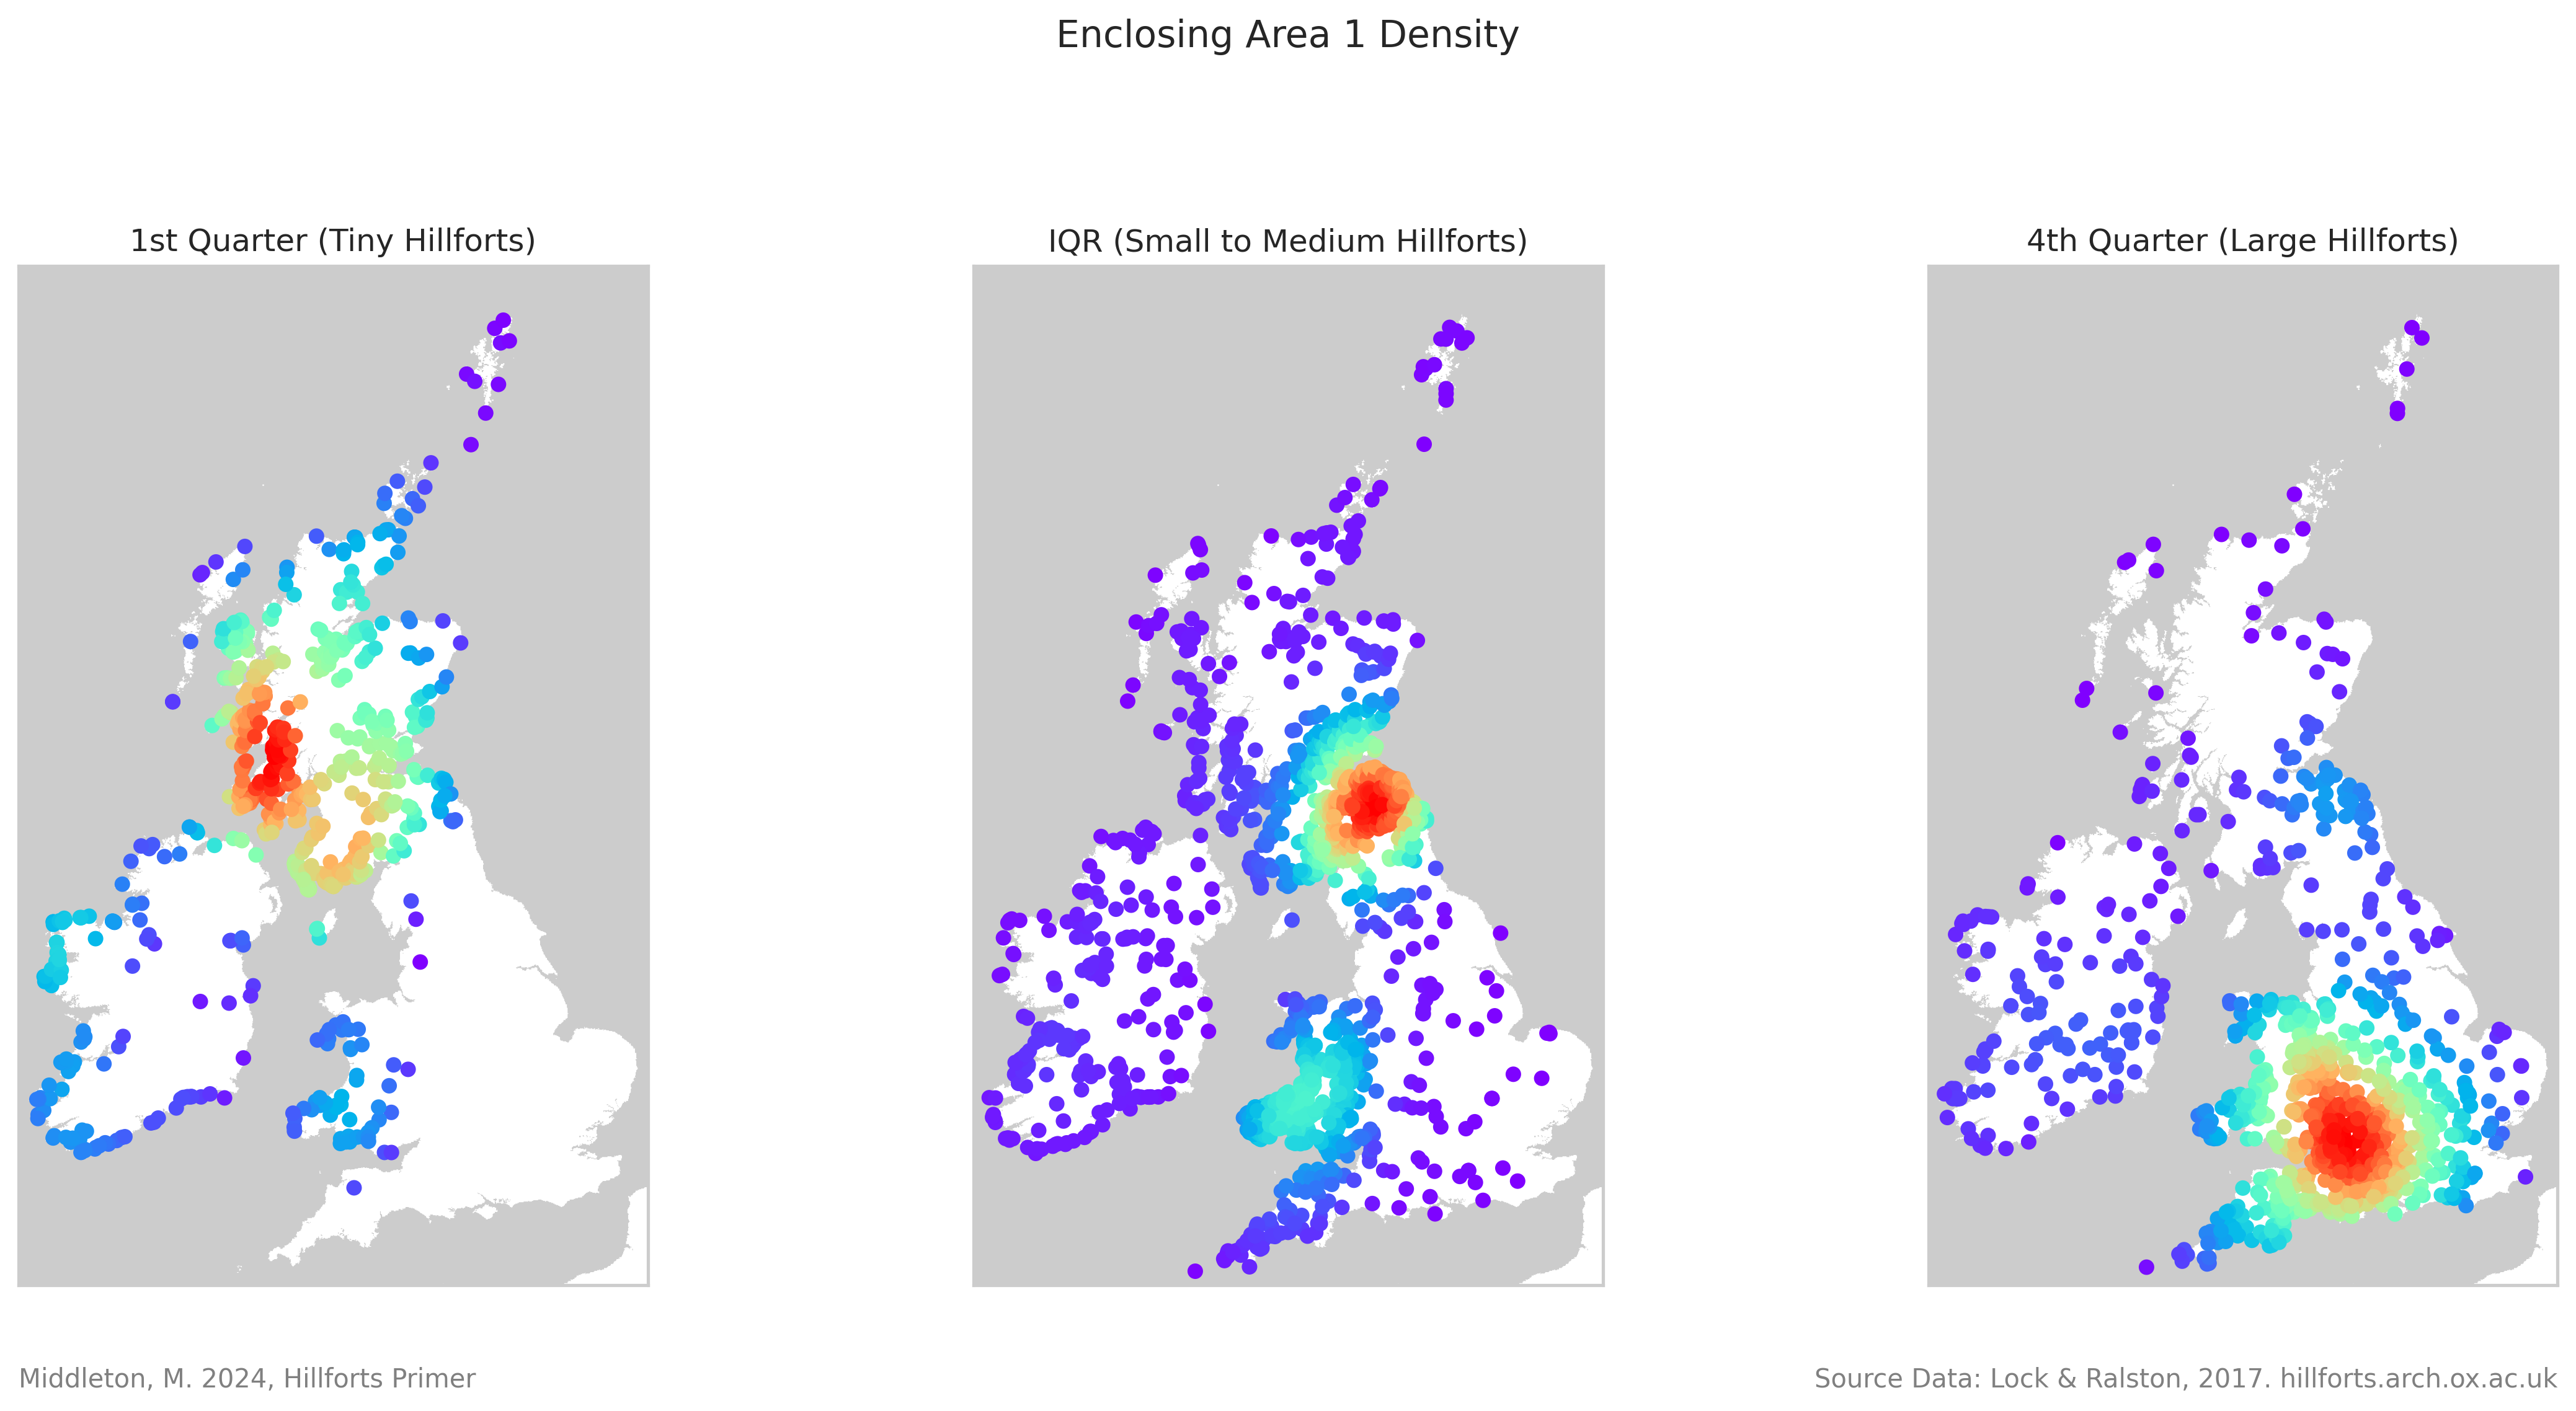 Enclosing Area 1 Density
1st Quarter (Tiny Hillforts)
IQR (Small to Medium Hillforts)
4th Quarter (Large Hillforts)
Middleton, M. 2024, Hillforts Primer
Source Data: Lock & Ralston, 2017. hillforts.arch.ox.ac.uk